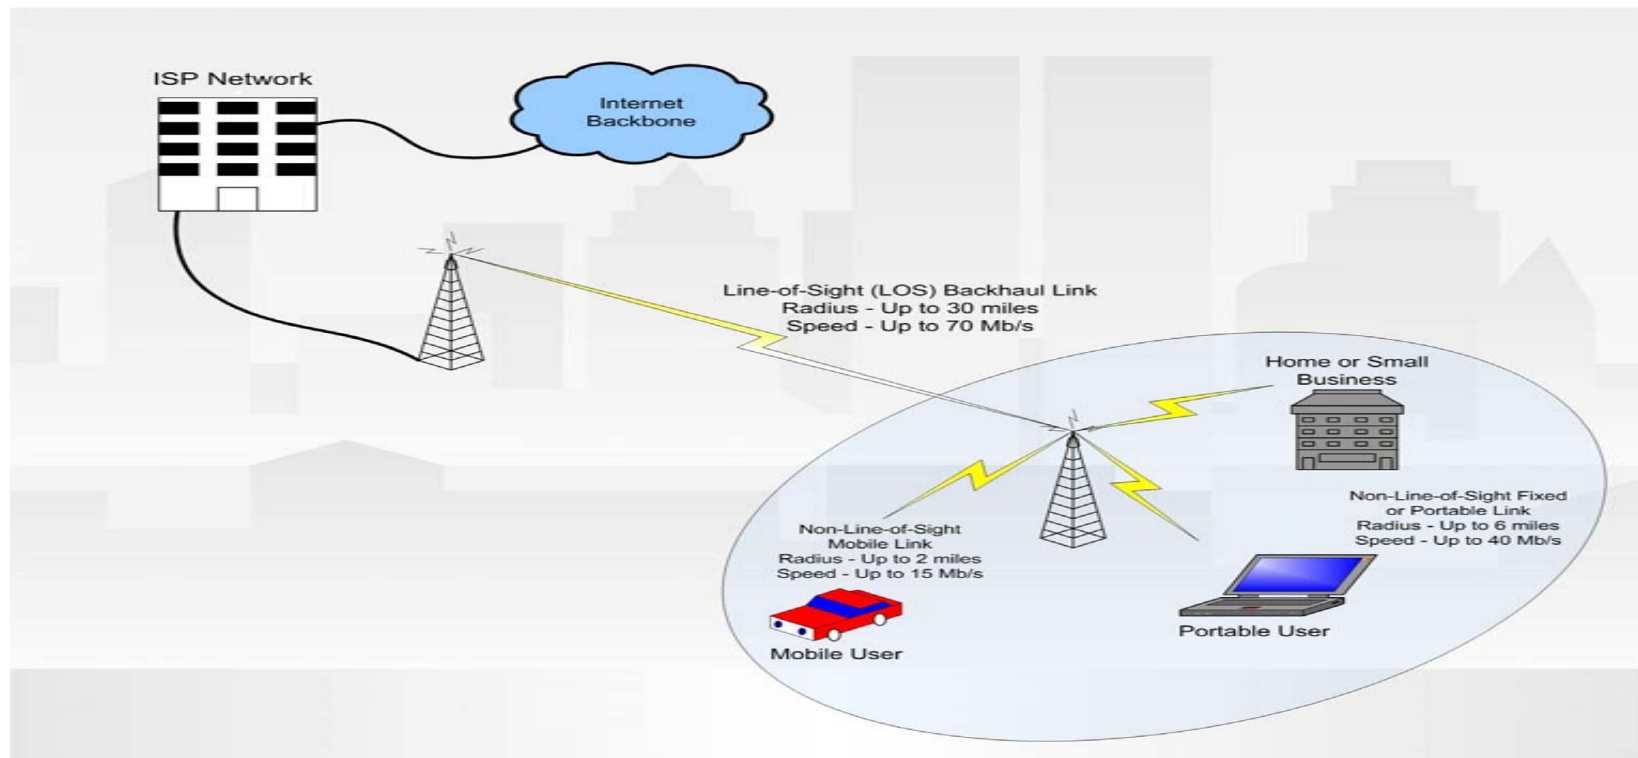 ISP Network
Internet
Backbone
Line-of-Sight (LOS) Backhaul Link
Radius - Up to 30 miles
Speed - Up to 70 Mb/s
Home or Small
Business
Non-Line-of-Sight Fixed
or Portable Link
Radius - Up to 6 miles
Speed - Up to 40 Mb/s
Non-Line-of-Sight
Mobile Link
Radius - Up to 2 miles
Speed - Up to 15 Mb/s
Portable User
Mobile User